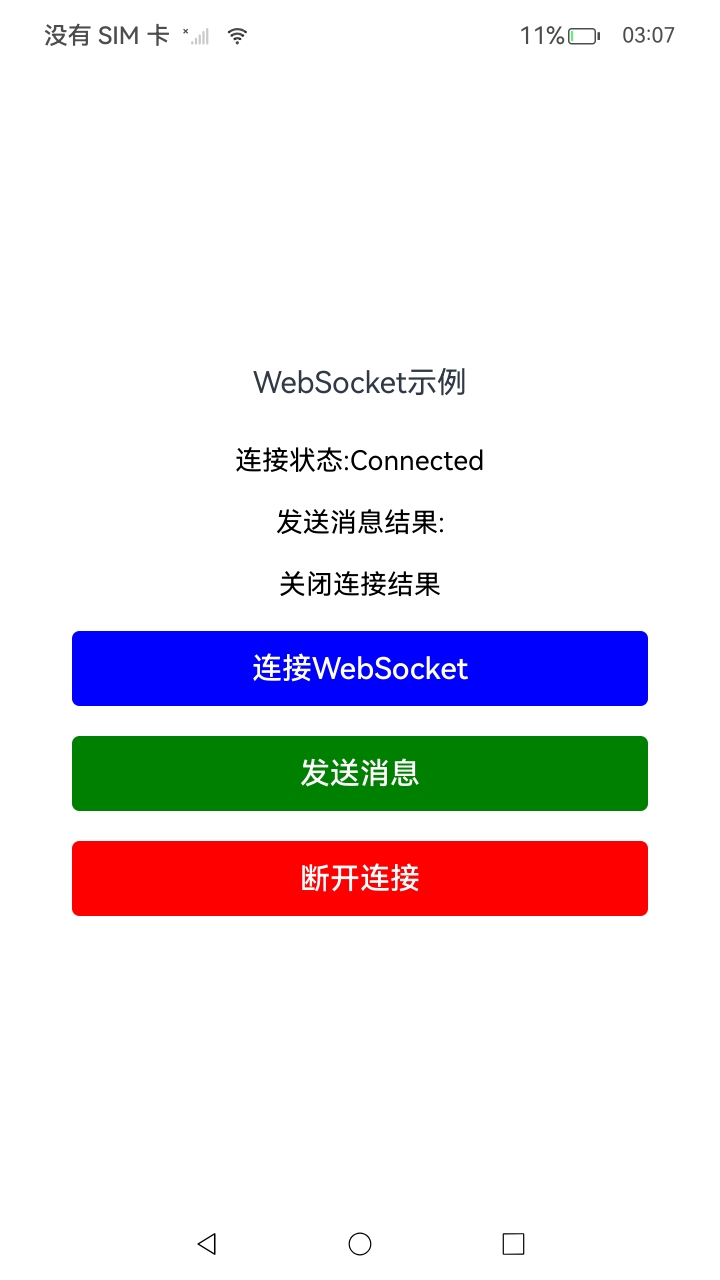 没有 SIM 卡 11% 03:07
WebSocket示例
连接状态:Connected
发送消息结果:
关闭连接结果
连接WebSocket
发送消息
断开连接